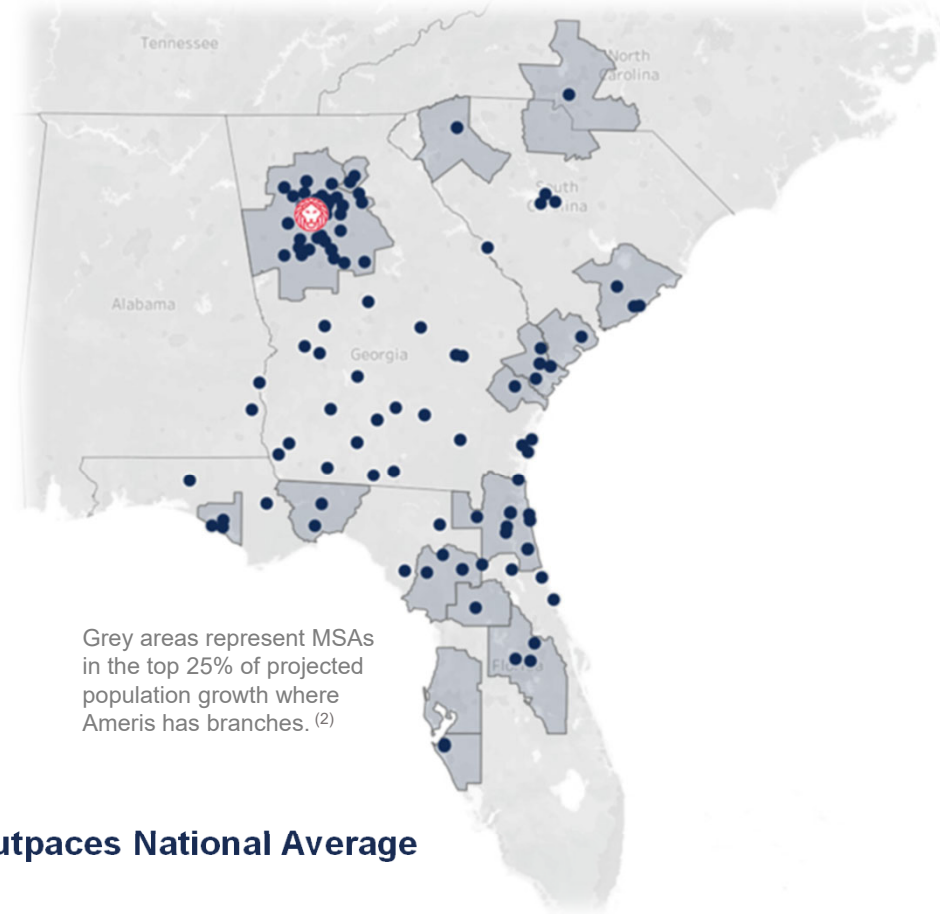 Tennessee
North
Carolina
South
Carolina
Alabama
Georgia
Florida
Grey areas represent MSAs
in the top 25% of projected
population growth where
Ameris has branches. (2)
utpaces National Average